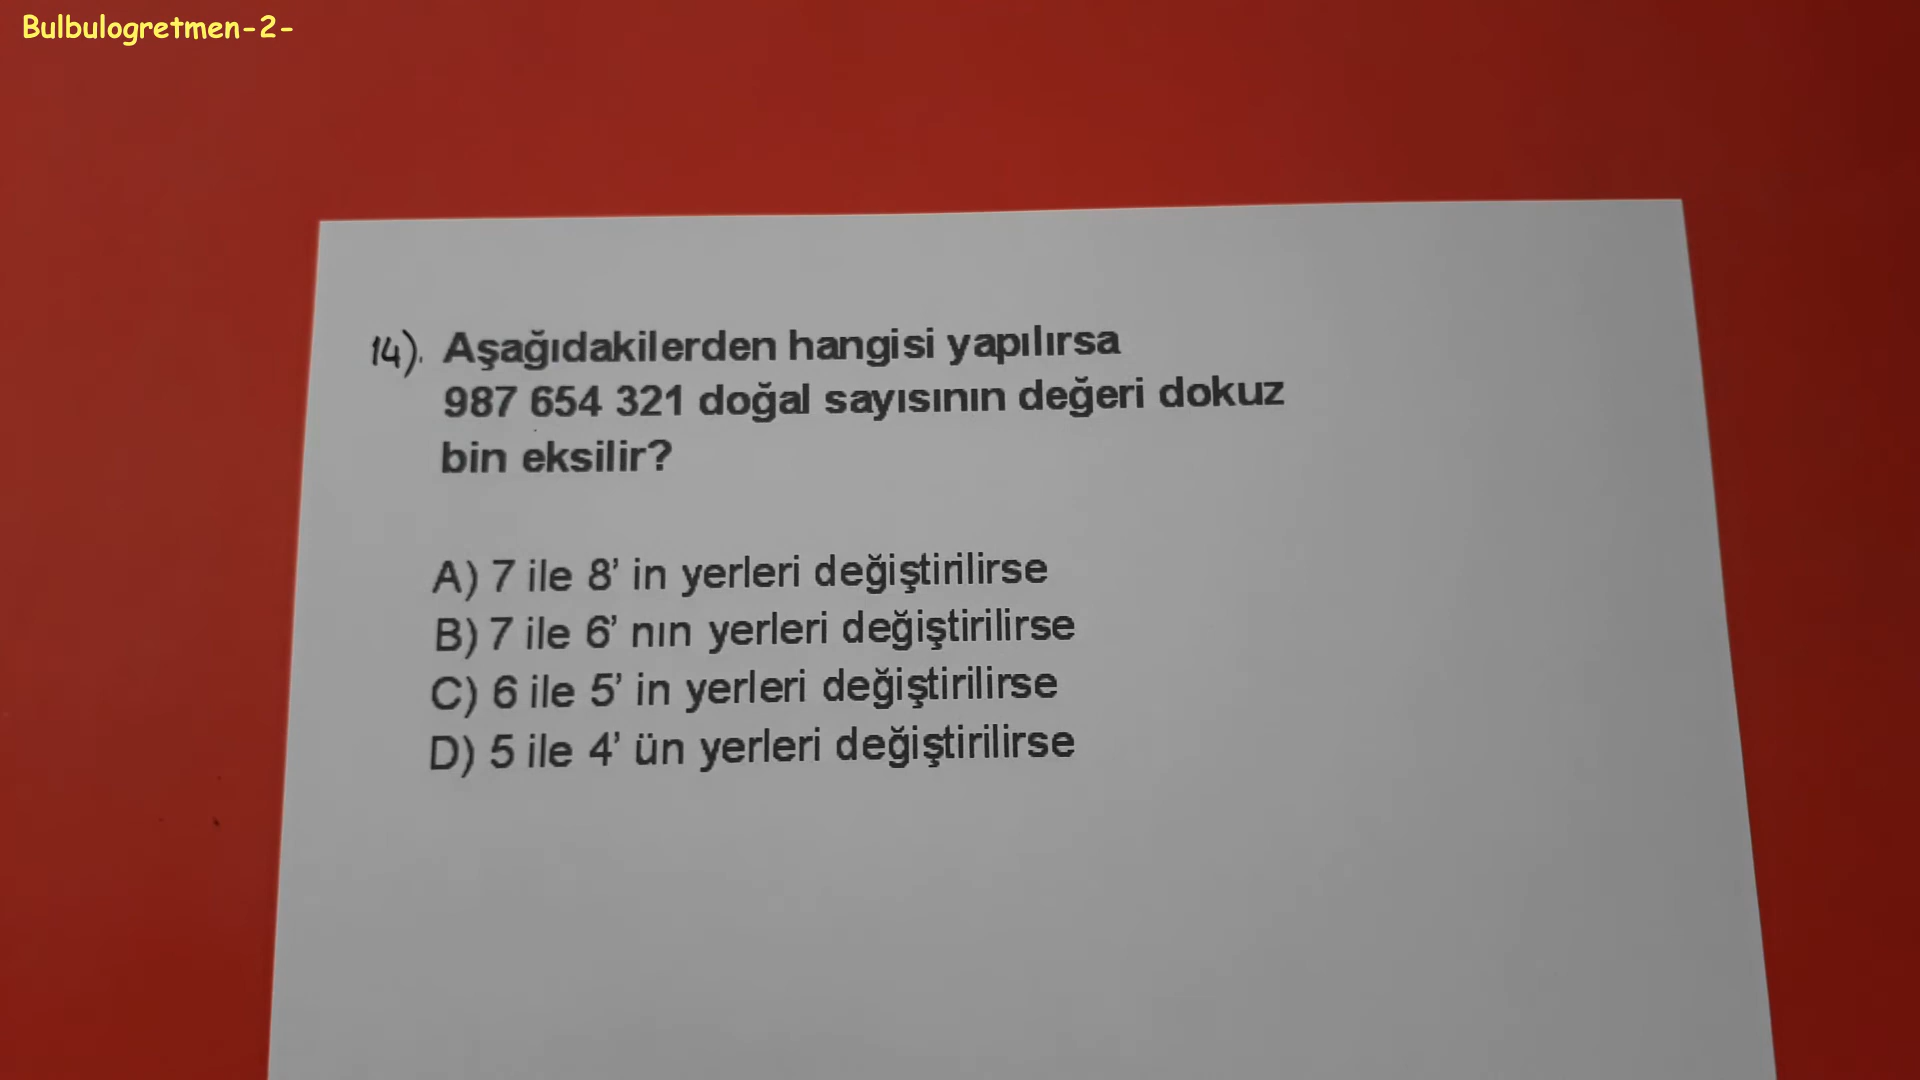 Bulbulogretmen-2-
14). Aşağıdakilerden hangisi yapılırsa
987 654 321 doğal sayısının değeri dokuz
bin eksilir?
A) 7 ile 8' in yerleri değiştirilirse
B) 7 ile 6' nın yerleri değiştirilirse
C) 6 ile 5' in yerleri değiştirilirse
D) 5 ile 4' ün yerleri değiştirilirse